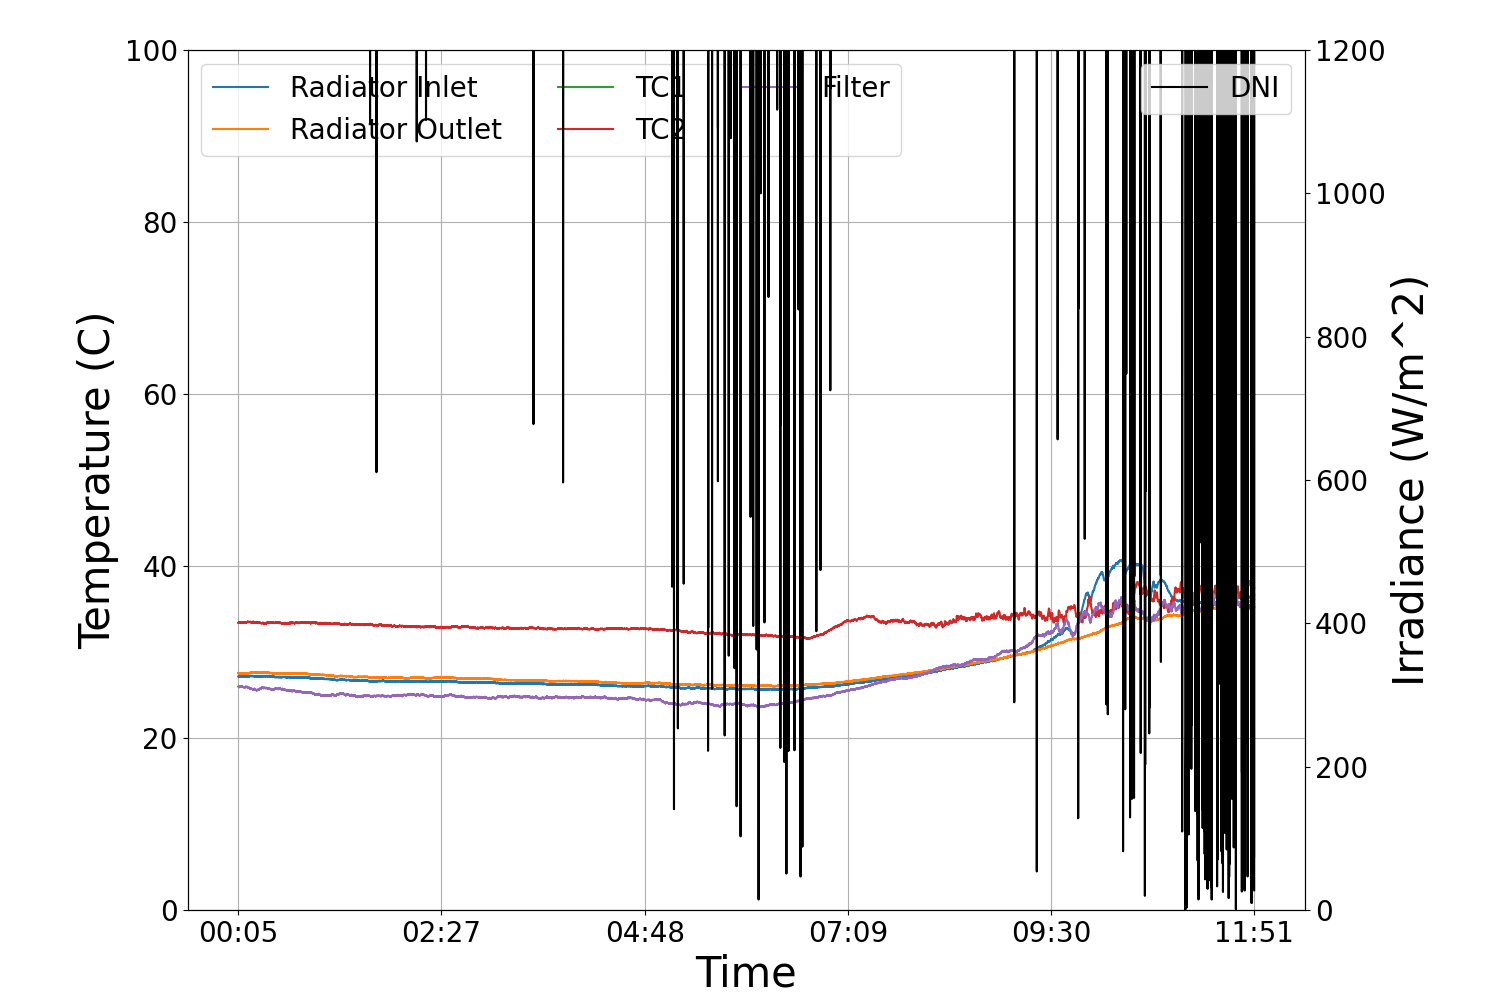 100
80
60
40
20
0
Temperature (C)
Radiator Inlet
Radiator Outlet
TC1
TC2
Filter
DNI
1200
1000
800
600
400
200
0
Irradiance (W/m^2)
00:05 02:27 04:48 07:09 09:30 11:51
Time